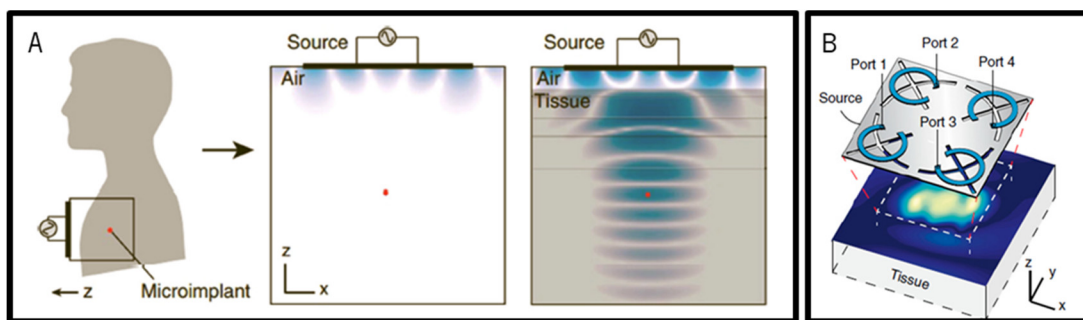 A
Source
Air
z
x
Microimplant
z
Source
Air
Tissue
B
Port 2
Port 1
Port 4
Source
Port 3
Tissue
z
y
x